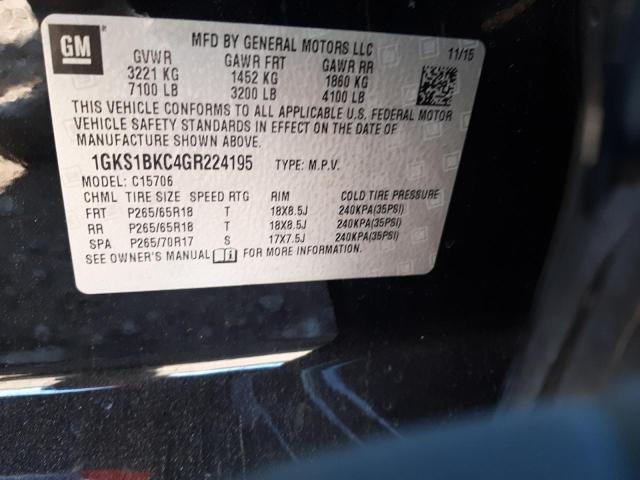 GM
MFD BY GENERAL MOTORS LLC
11/15
GVWR GAWR FRT GAWR RR
3221 KG 1452 KG 1860 KG
7100 LB 3200 LB 4100 LB
THIS VEHICLE CONFORMS TO ALL APPLICABLE U.S. FEDERAL MOTOR
VEHICLE SAFETY STANDARDS IN EFFECT ON THE DATE OF
MANUFACTURE SHOWN ABOVE.
1GKS1BKC4GR224195 TYPE: M.P.V.
MODEL: C15706
CHML TIRE SIZE SPEED RTG RIM COLD TIRE PRESSURE
FRT P265/65R18 T 18X8.5J 240KPA(35PSI)
RR P265/65R18 T 18X8.5J 240KPA(35PSI)
SPA P265/70R17 S 17X7.5J 240KPA(35PSI)
SEE OWNER'S MANUAL FOR MORE INFORMATION.